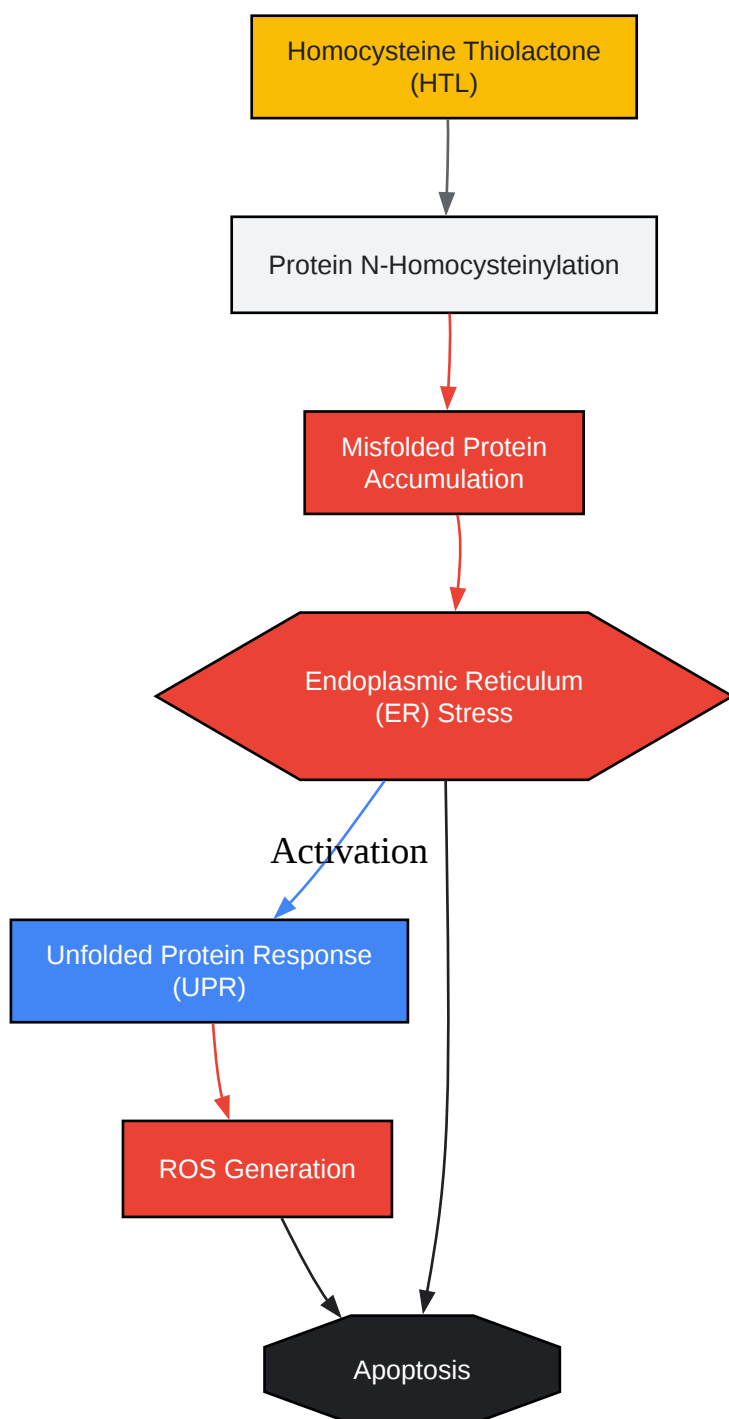 Homocysteine Thiolactone
(HTL)
Protein N-Homocysteinylation
Misfolded Protein
Accumulation
Endoplasmic Reticulum
(ER) Stress
Activation
Unfolded Protein Response
(UPR)
ROS Generation
Apoptosis